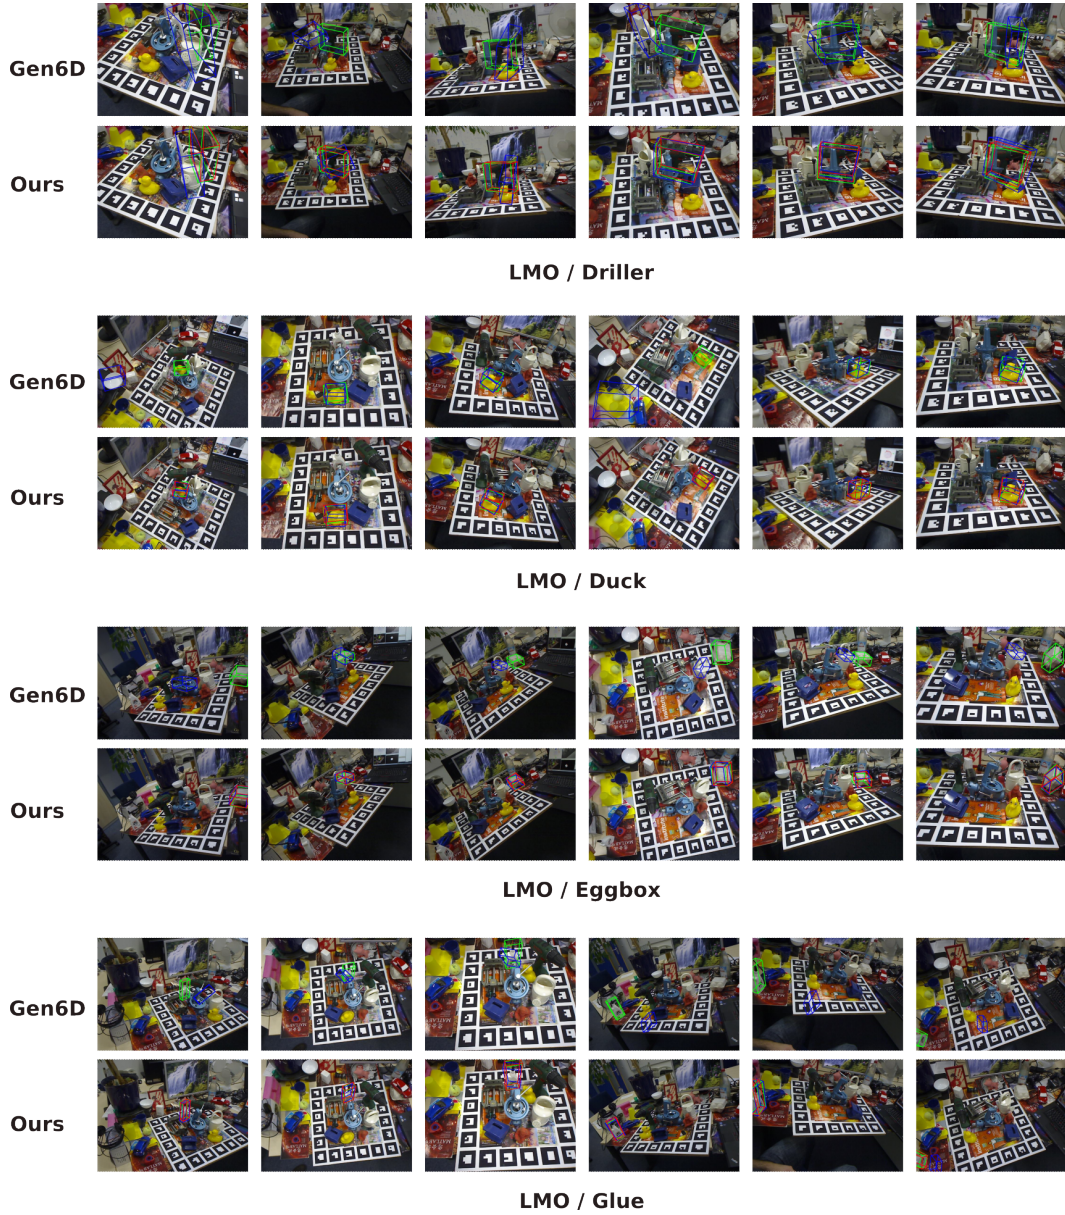 Gen6D
Ours
LMO / Driller
Gen6D
Ours
LMO / Duck
Gen6D
Ours
LMO / Eggbox
Gen6D
Ours
LMO / Glue